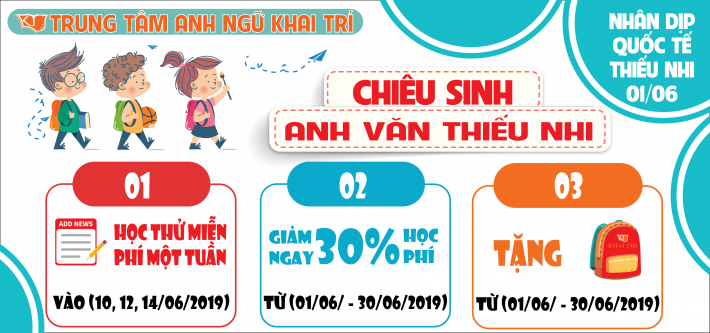 TRUNG TÂM ANH NGŨ KHAI TRÍ
NHÂN DỊP
QUỐC TẾ
THIẾU NHI
01/06
CHIÊU SINH
ANH VĂN THIẾU NHI
01
ADD NEWS
HỌC THỬ MIỄN
PHÍ MỘT TUẦN
VÀO (10, 12, 14/06/2019)
02
GIẢM
NGAY
30%
HỌC
PHÍ
TỪ (01/06/ - 30/06/2019)
03
TẶNG
KHAI TRÍ
TỪ (01/06/ - 30/06/2019)